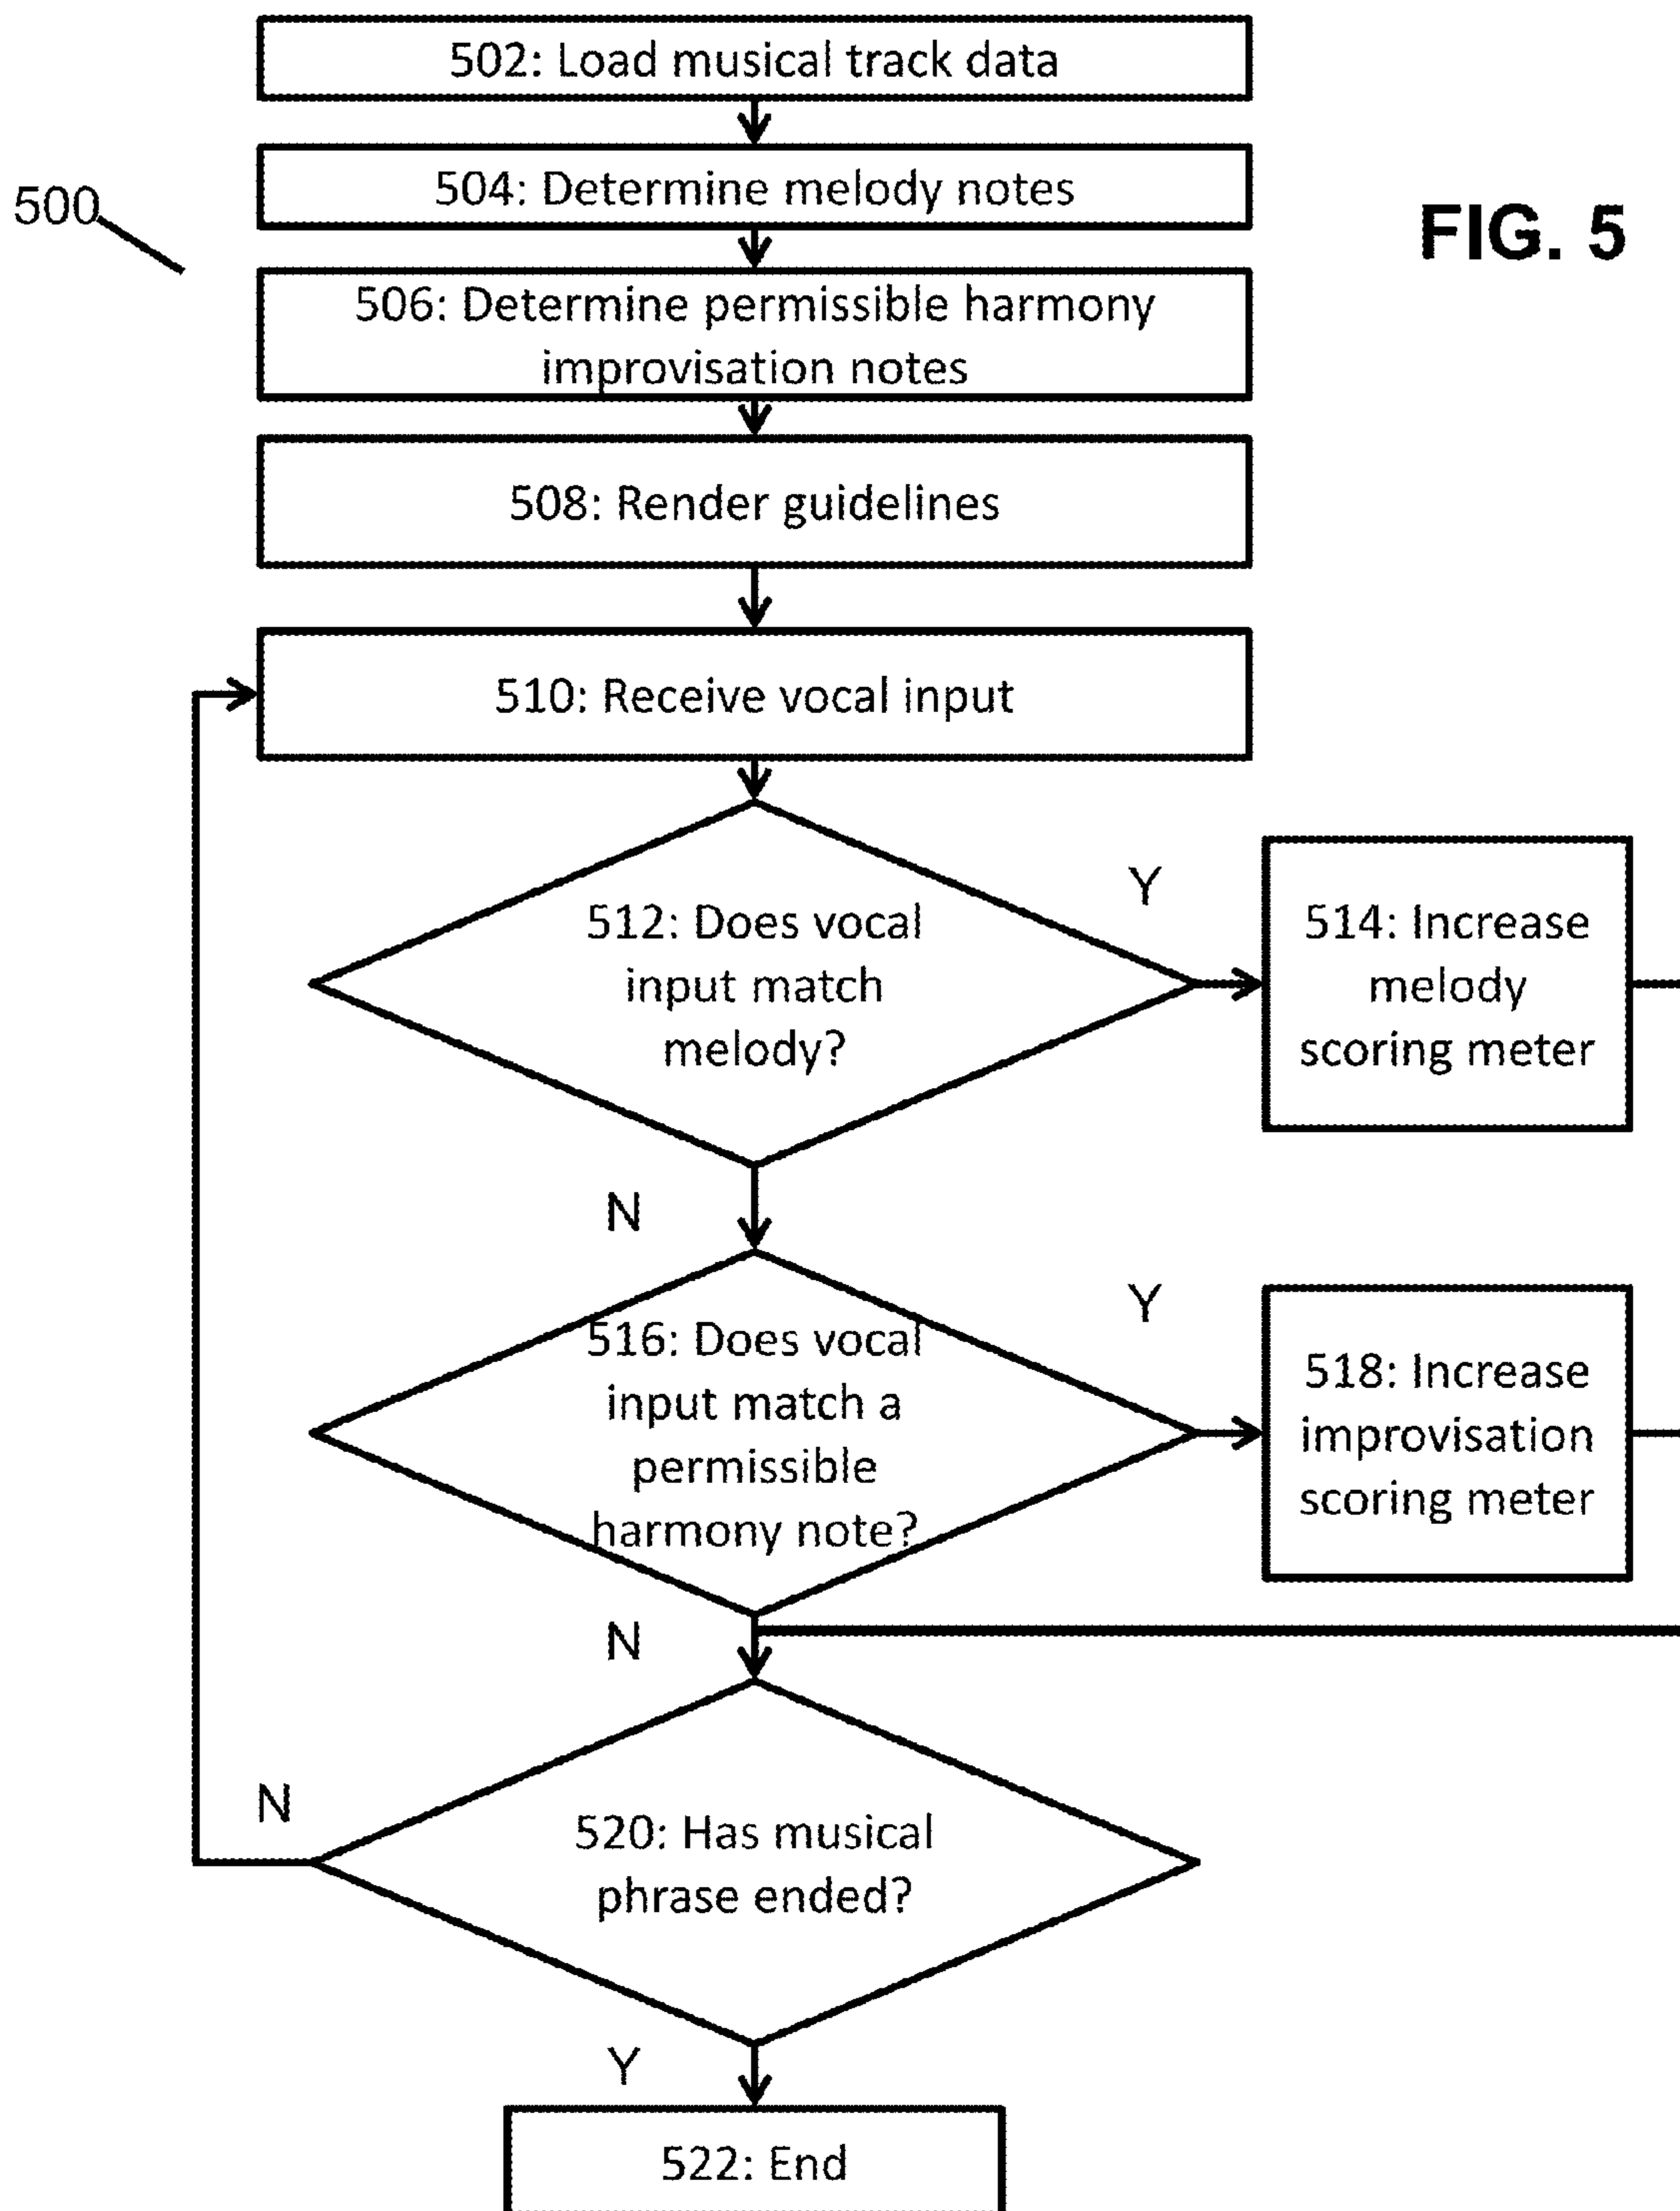 502: Load musical track data
504: Determine melody notes
500
FIG. 5
506: Determine permissible harmony
improvisation notes
508: Render guidelines
510: Receive vocal input
Y
512: Does vocal
input match
melody?
514: Increase
melody
scoring meter
N
Y
516: Does vocal
input match a
permissible
harmony note?
518: Increase
improvisation
scoring meter
N
N
520: Has musical
phrase ended?
Y
522: End